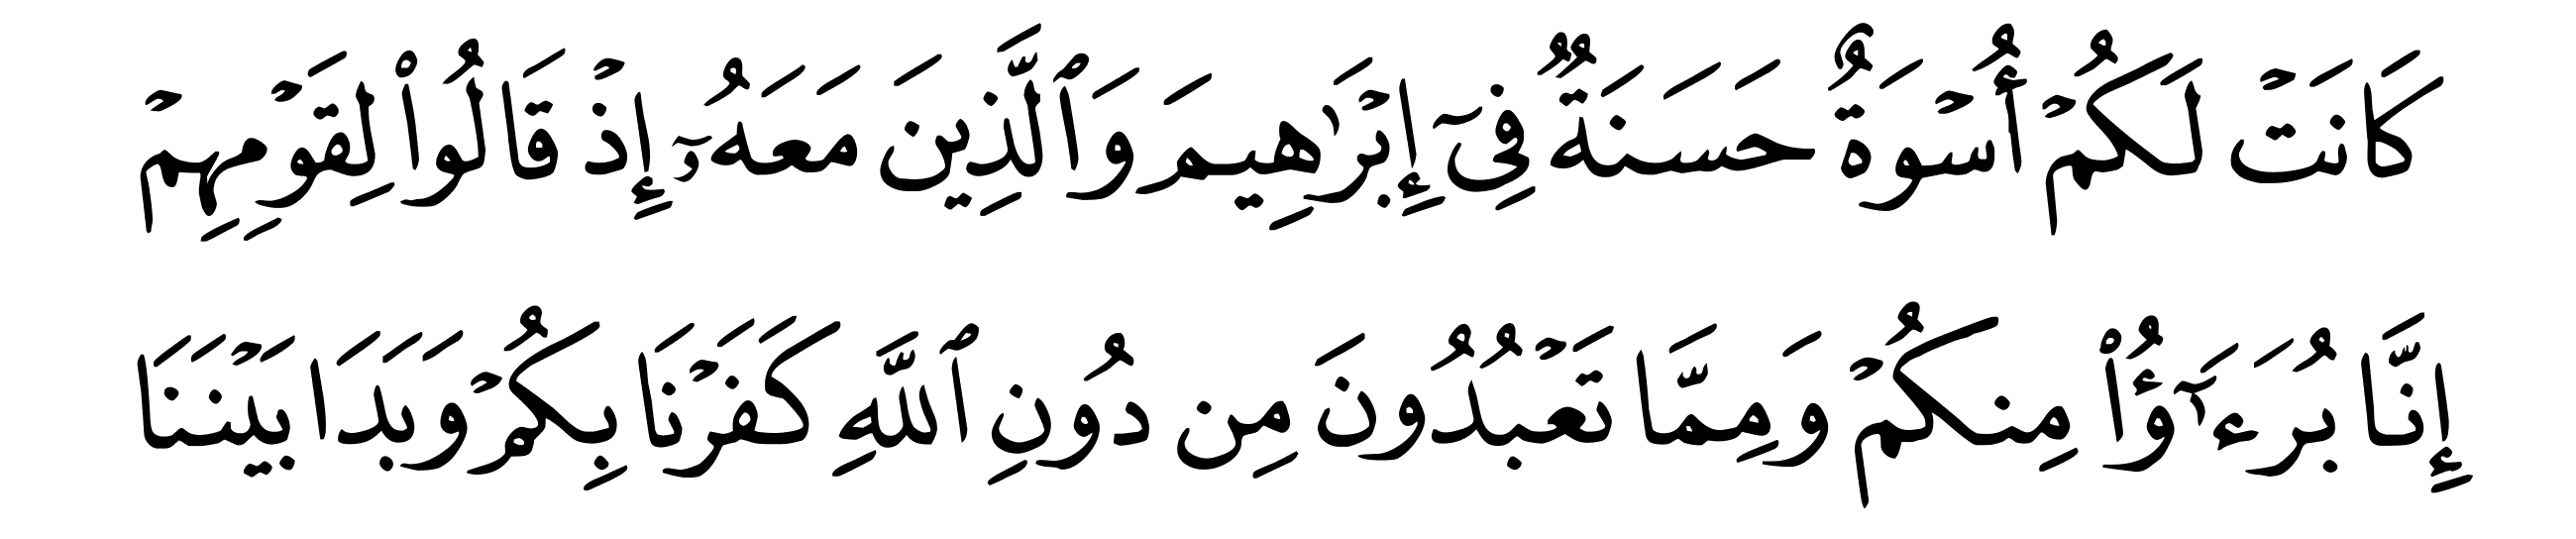 كَانَتۡ لَكُمۡ أُسۡوَةٌ حَسَنَةٞ فِيٓ إِبۡرَٰهِيمَ وَٱلَّذِينَ مَعَهُۥٓ إِذۡ قَالُواْ لِقَوۡمِهِمۡ
إِنَّا بُرَءَٰٓؤُاْ مِنكُمۡ وَمِمَّا تَعۡبُدُونَ مِن دُونِ ٱللَّهِ كَفَرۡنَا بِكُمۡ وَبَدَا بَيۡنَنَا